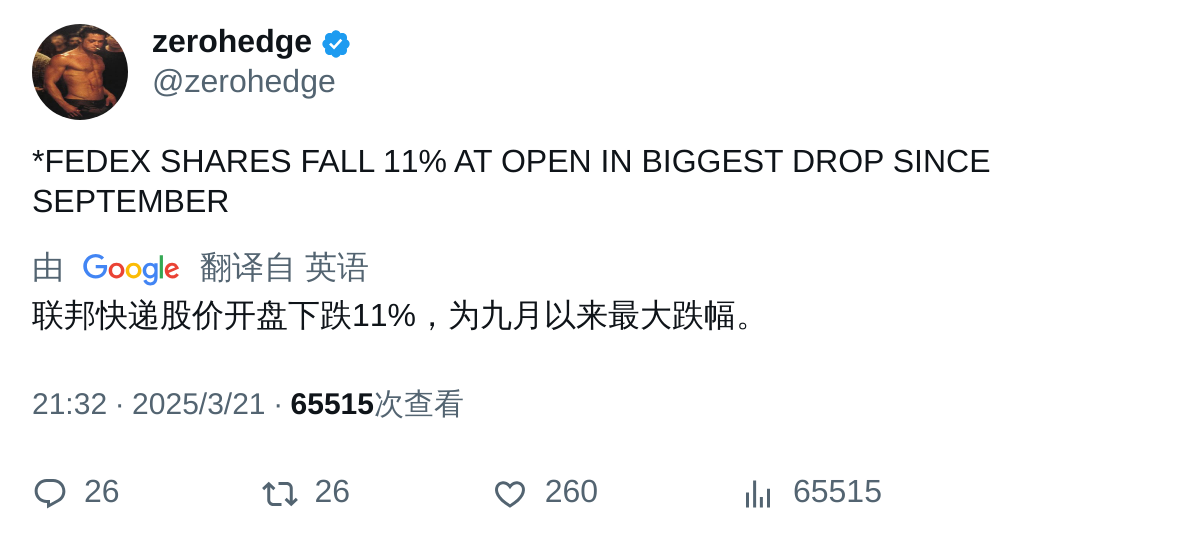 zerohedge
@zerohedge
*FEDEX SHARES FALL 11% AT OPEN IN BIGGEST DROP SINCE
SEPTEMBER
由 Google 翻译自 英语
联邦快递股价开盘下跌11%，为九月以来最大跌幅。
21:32 · 2025/3/21 · 65515次查看
26 26 260 65515